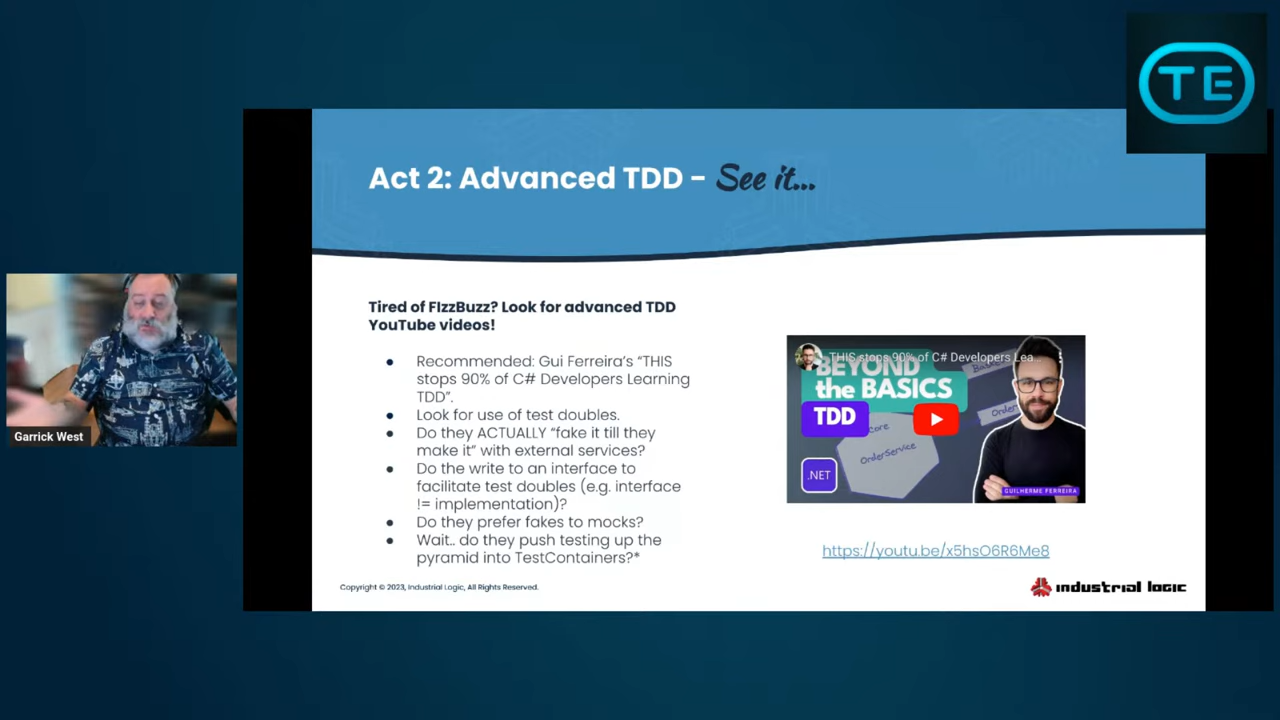 TE
Act 2: Advanced TDD - See it...
Tired of FIzzBuzz? Look for advanced TDD
YouTube videos!
● Recommended: Gui Ferreira's “THIS
stops 90% of C# Developers Learning
TDD”.
● Look for use of test doubles.
● Do they ACTUALLY “fake it till they
make it” with external services?
● Do the write to an interface to
facilitate test doubles (e.g. interface
!= implementation)?
● Do they prefer fakes to mocks?
● Wait.. do they push testing up the
pyramid into TestContainers?*
THIS stops 90% of C# Developers Lea...
BEYOND
the BASICS
TDD
Core
OrderService
.NET
GUILHERME FERREIRA
https://youtu.be/x5hsO6R6Me8
Garrick West
Copyright © 2023, Industrial Logic, All Rights Reserved.
industrial logic